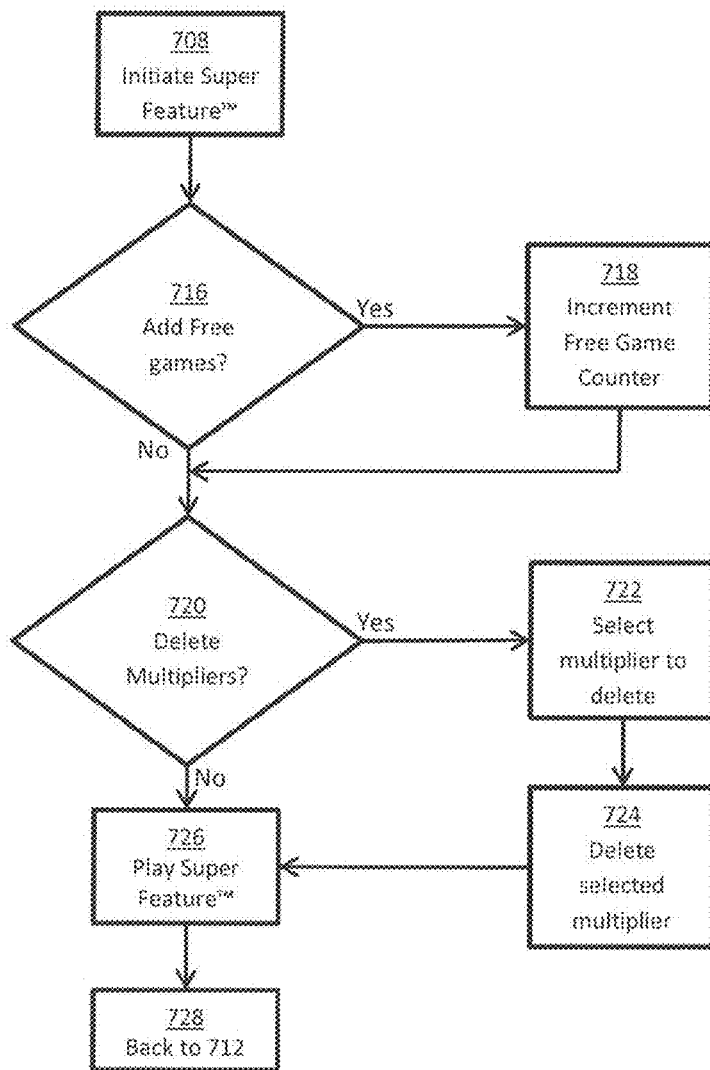 708
Initiate Super
Feature™
716
Add Free
games?
Yes
718
Increment
Free Game
Counter
No
720
Delete
Multipliers?
Yes
722
Select
multiplier to
delete
No
726
Play Super
Feature™
724
Delete
selected
multiplier
728
Back to 712